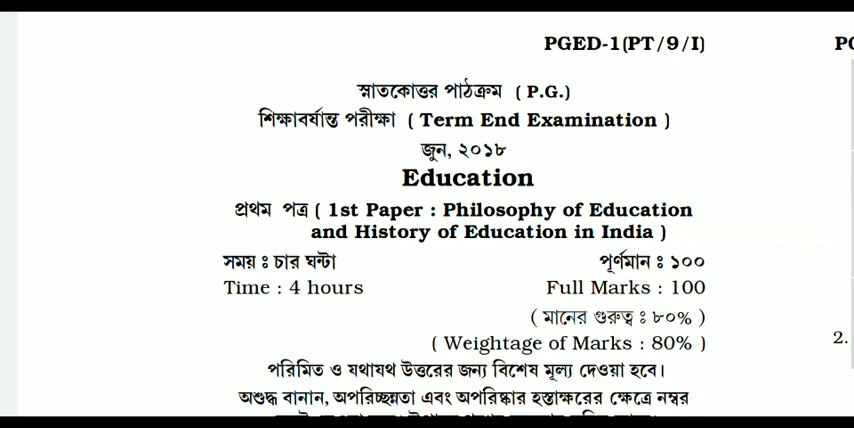 PGED-1(PT/9/I)
PG
স্নাতকোত্তর পাঠক্রম ( P.G.)
শিক্ষাবর্ষান্ত পরীক্ষা ( Term End Examination )
জুন, ২০১৮
Education
প্রথম পত্র ( 1st Paper : Philosophy of Education
and History of Education in India )
সময় ঃ চার ঘন্টা পূর্ণমান ঃ ১০০
Time : 4 hours Full Marks : 100
( মানের গুরুত্ব ঃ ৮০% )
( Weightage of Marks : 80% )
2.
পরিমিত ও যথাযথ উত্তরের জন্য বিশেষ মূল্য দেওয়া হবে।
অশুদ্ধ বানান, অপরিচ্ছন্নতা এবং অপরিষ্কার হস্তাক্ষরের ক্ষেত্রে নম্বর